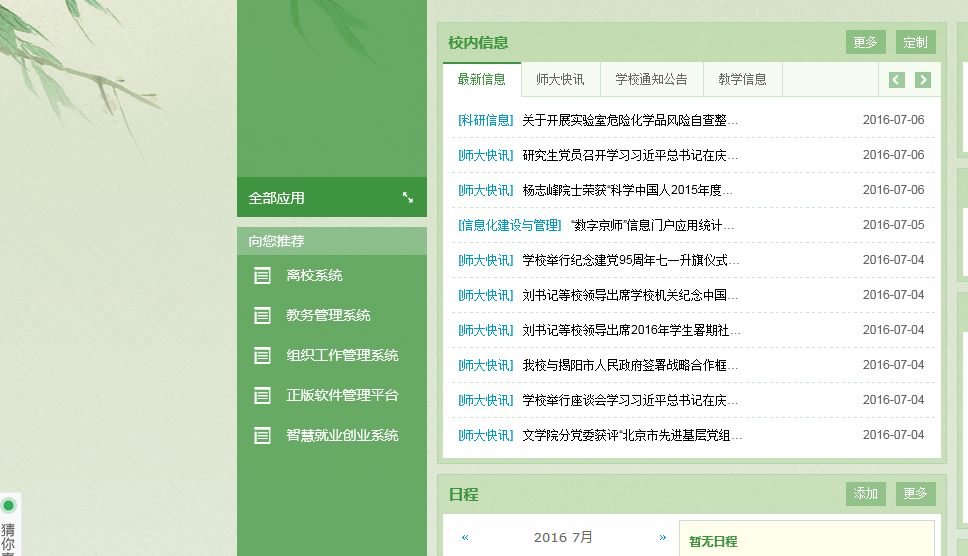 全部应用
向您推荐
离校系统
教务管理系统
组织工作管理系统
正版软件管理平台
智慧就业创业系统
猜
你
喜
校内信息 更多 定制
最新信息 师大快讯 学校通知公告 教学信息
[科研信息] 关于开展实验室危险化学品风险自查整... 2016-07-06
[师大快讯] 研究生党员召开学习习近平总书记在庆... 2016-07-06
[师大快讯] 杨志峰院士荣获“科学中国人2015年度... 2016-07-06
[信息化建设与管理] “数字京师”信息门户应用统计... 2016-07-05
[师大快讯] 学校举行纪念建党95周年七一升旗仪式... 2016-07-04
[师大快讯] 刘书记等校领导出席学校机关纪念中国... 2016-07-04
[师大快讯] 刘书记等校领导出席2016年学生暑期社... 2016-07-04
[师大快讯] 我校与揭阳市人民政府签署战略合作框... 2016-07-04
[师大快讯] 学校举行座谈会学习习近平总书记在庆... 2016-07-04
[师大快讯] 文学院分党委获评“北京市先进基层党组... 2016-07-04
日程 添加 更多
« 2016 7月 »
暂无日程